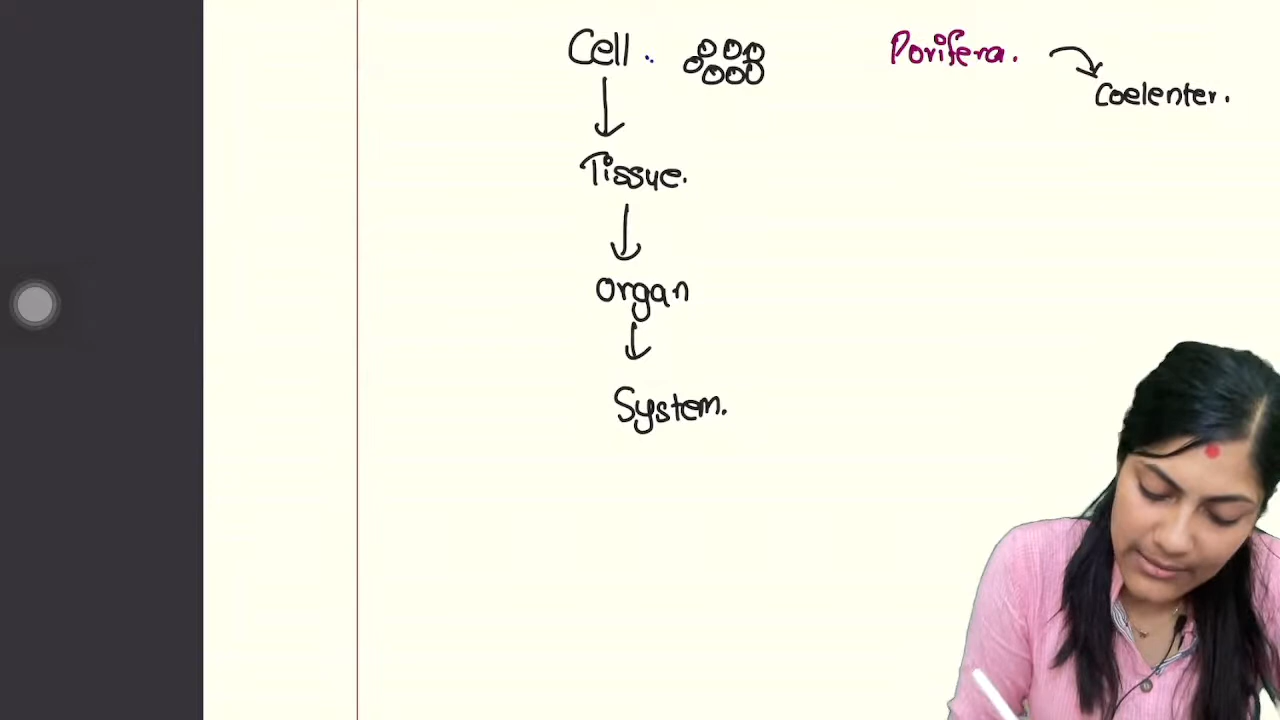 Cell.
Porifera.
Coelenter.
Tissue.
Organ
System.